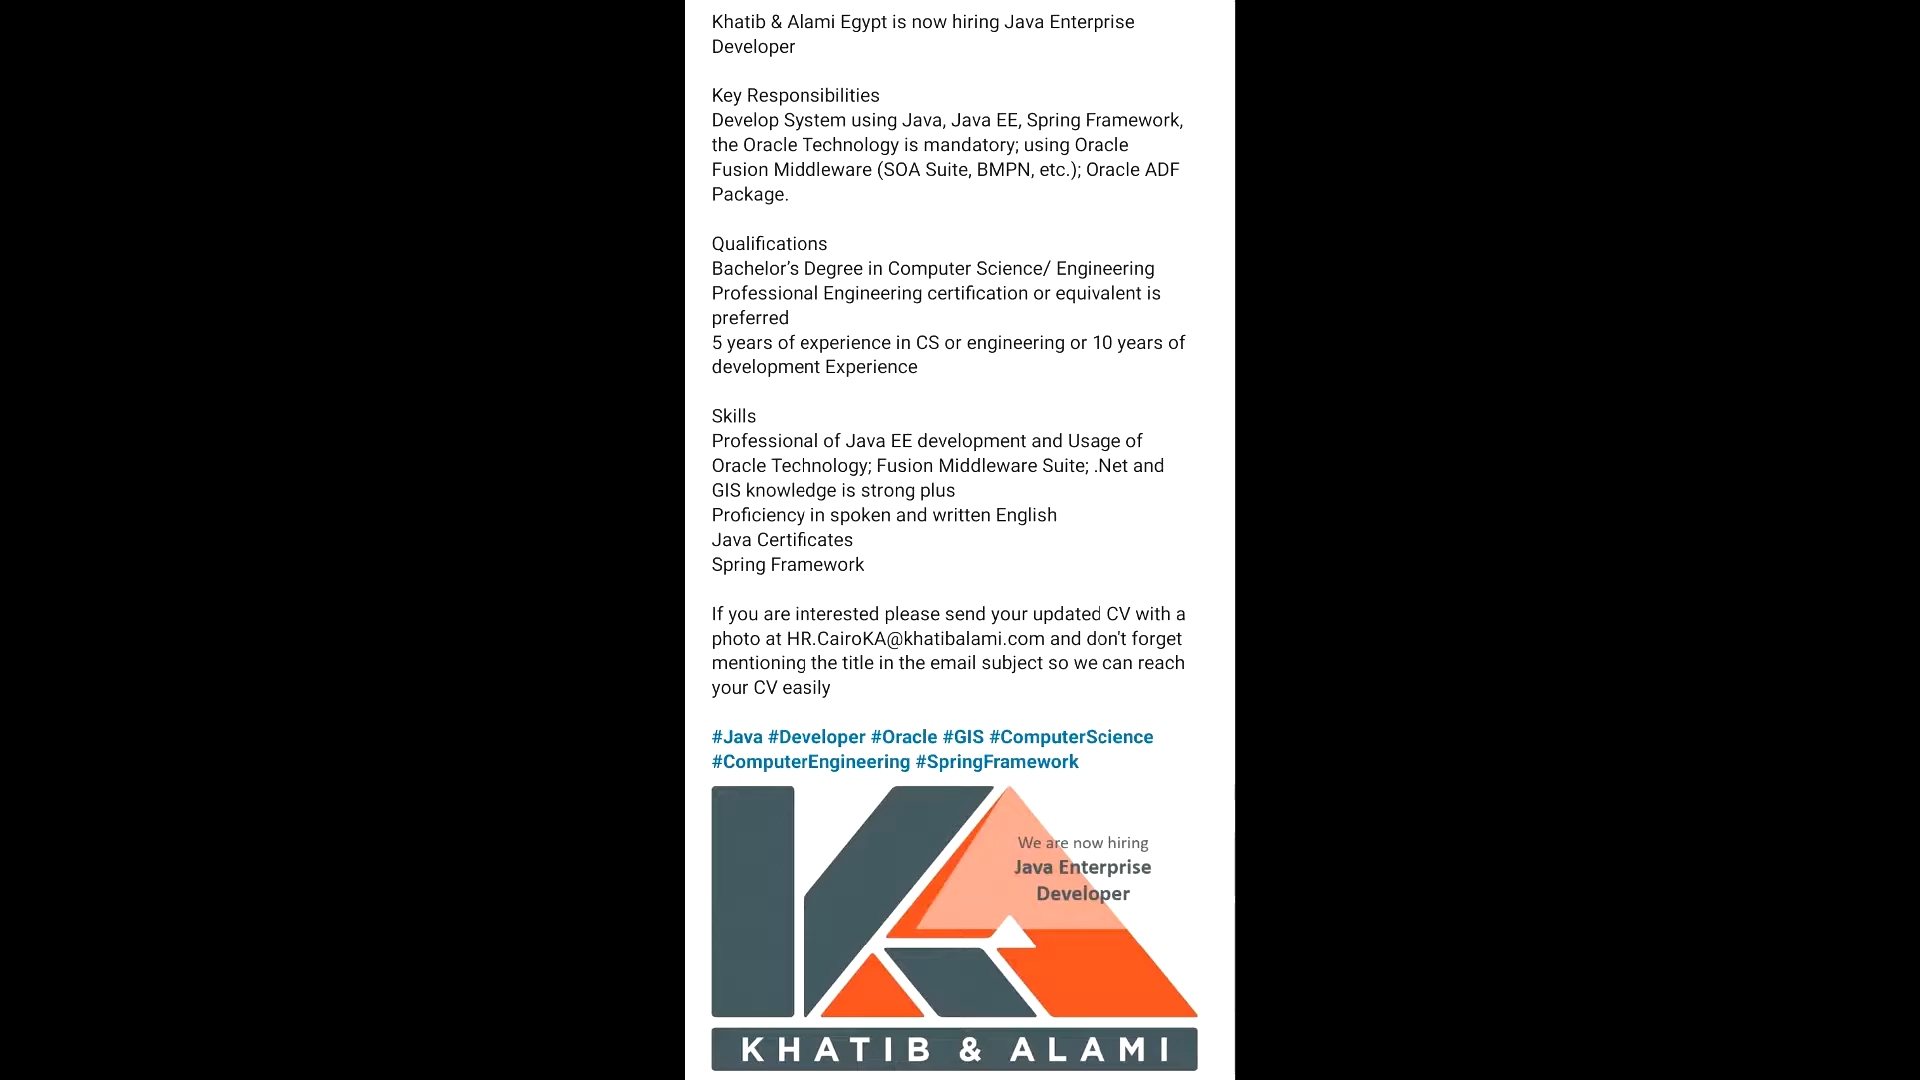 Khatib & Alami Egypt is now hiring Java Enterprise
Developer
Key Responsibilities
Develop System using Java, Java EE, Spring Framework,
the Oracle Technology is mandatory; using Oracle
Fusion Middleware (SOA Suite, BMPN, etc.); Oracle ADF
Package.
Qualifications
Bachelor’s Degree in Computer Science/ Engineering
Professional Engineering certification or equivalent is
preferred
5 years of experience in CS or engineering or 10 years of
development Experience
Skills
Professional of Java EE development and Usage of
Oracle Technology; Fusion Middleware Suite; .Net and
GIS knowledge is strong plus
Proficiency in spoken and written English
Java Certificates
Spring Framework
If you are interested please send your updated CV with a
photo at HR.CairoKA@khatibalami.com and don't forget
mentioning the title in the email subject so we can reach
your CV easily
#Java #Developer #Oracle #GIS #ComputerScience
#ComputerEngineering #SpringFramework
We are now hiring
Java Enterprise
Developer
KHATIB & ALAMI